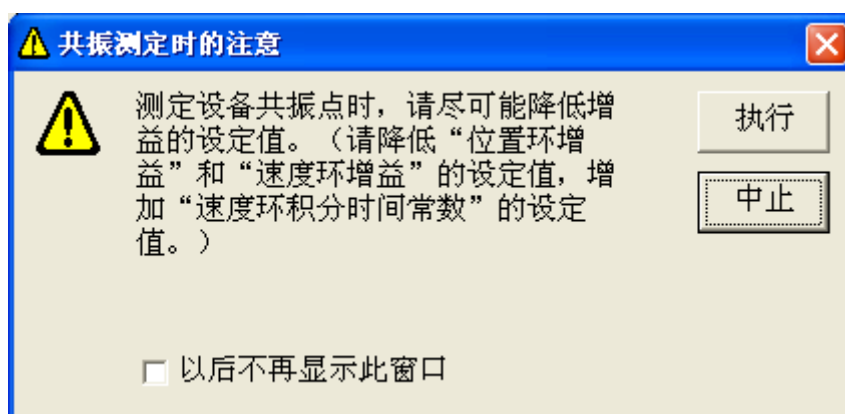 共振测定时的注意
测定设备共振点时，请尽可能降低增
益的设定值。（请降低“位置环增
益”和“速度环增益”的设定值，增
加“速度环积分时间常数”的设定
值。）
执行
中止
以后不再显示此窗口